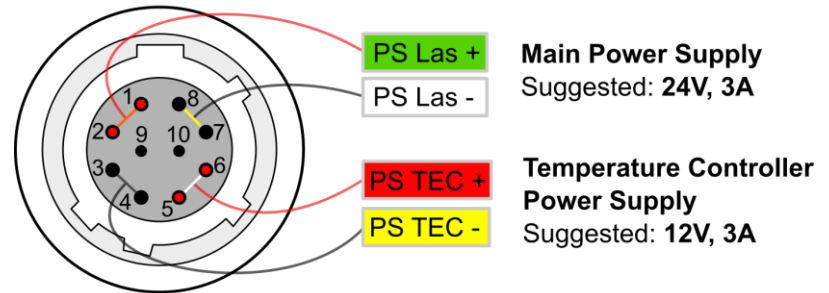 PS Las +
PS Las -
Main Power Supply
Suggested: 24V, 3A
1
8
2
9
10
7
3
6
4
5
PS TEC +
PS TEC -
Temperature Controller
Power Supply
Suggested: 12V, 3A